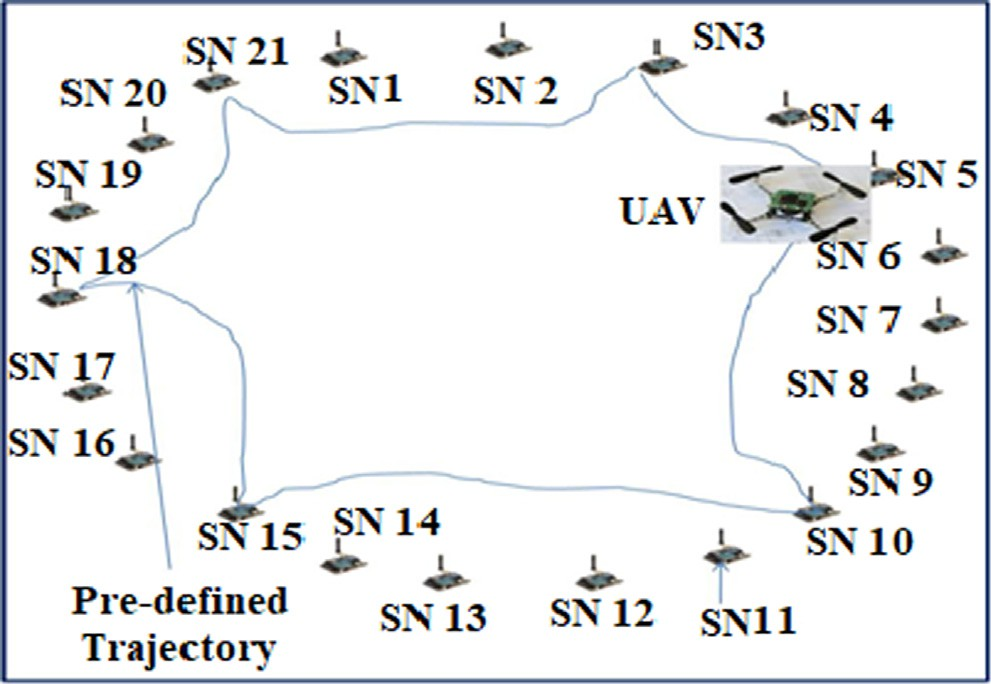 SN 21
SN1
SN 2
SN3
SN 20
SN 4
SN 19
SN 5
UAV
SN 18
SN 6
SN 7
SN 17
SN 8
SN 16
SN 9
SN 15
SN 14
SN 10
SN 13
SN 12
SN11
Pre-defined
Trajectory